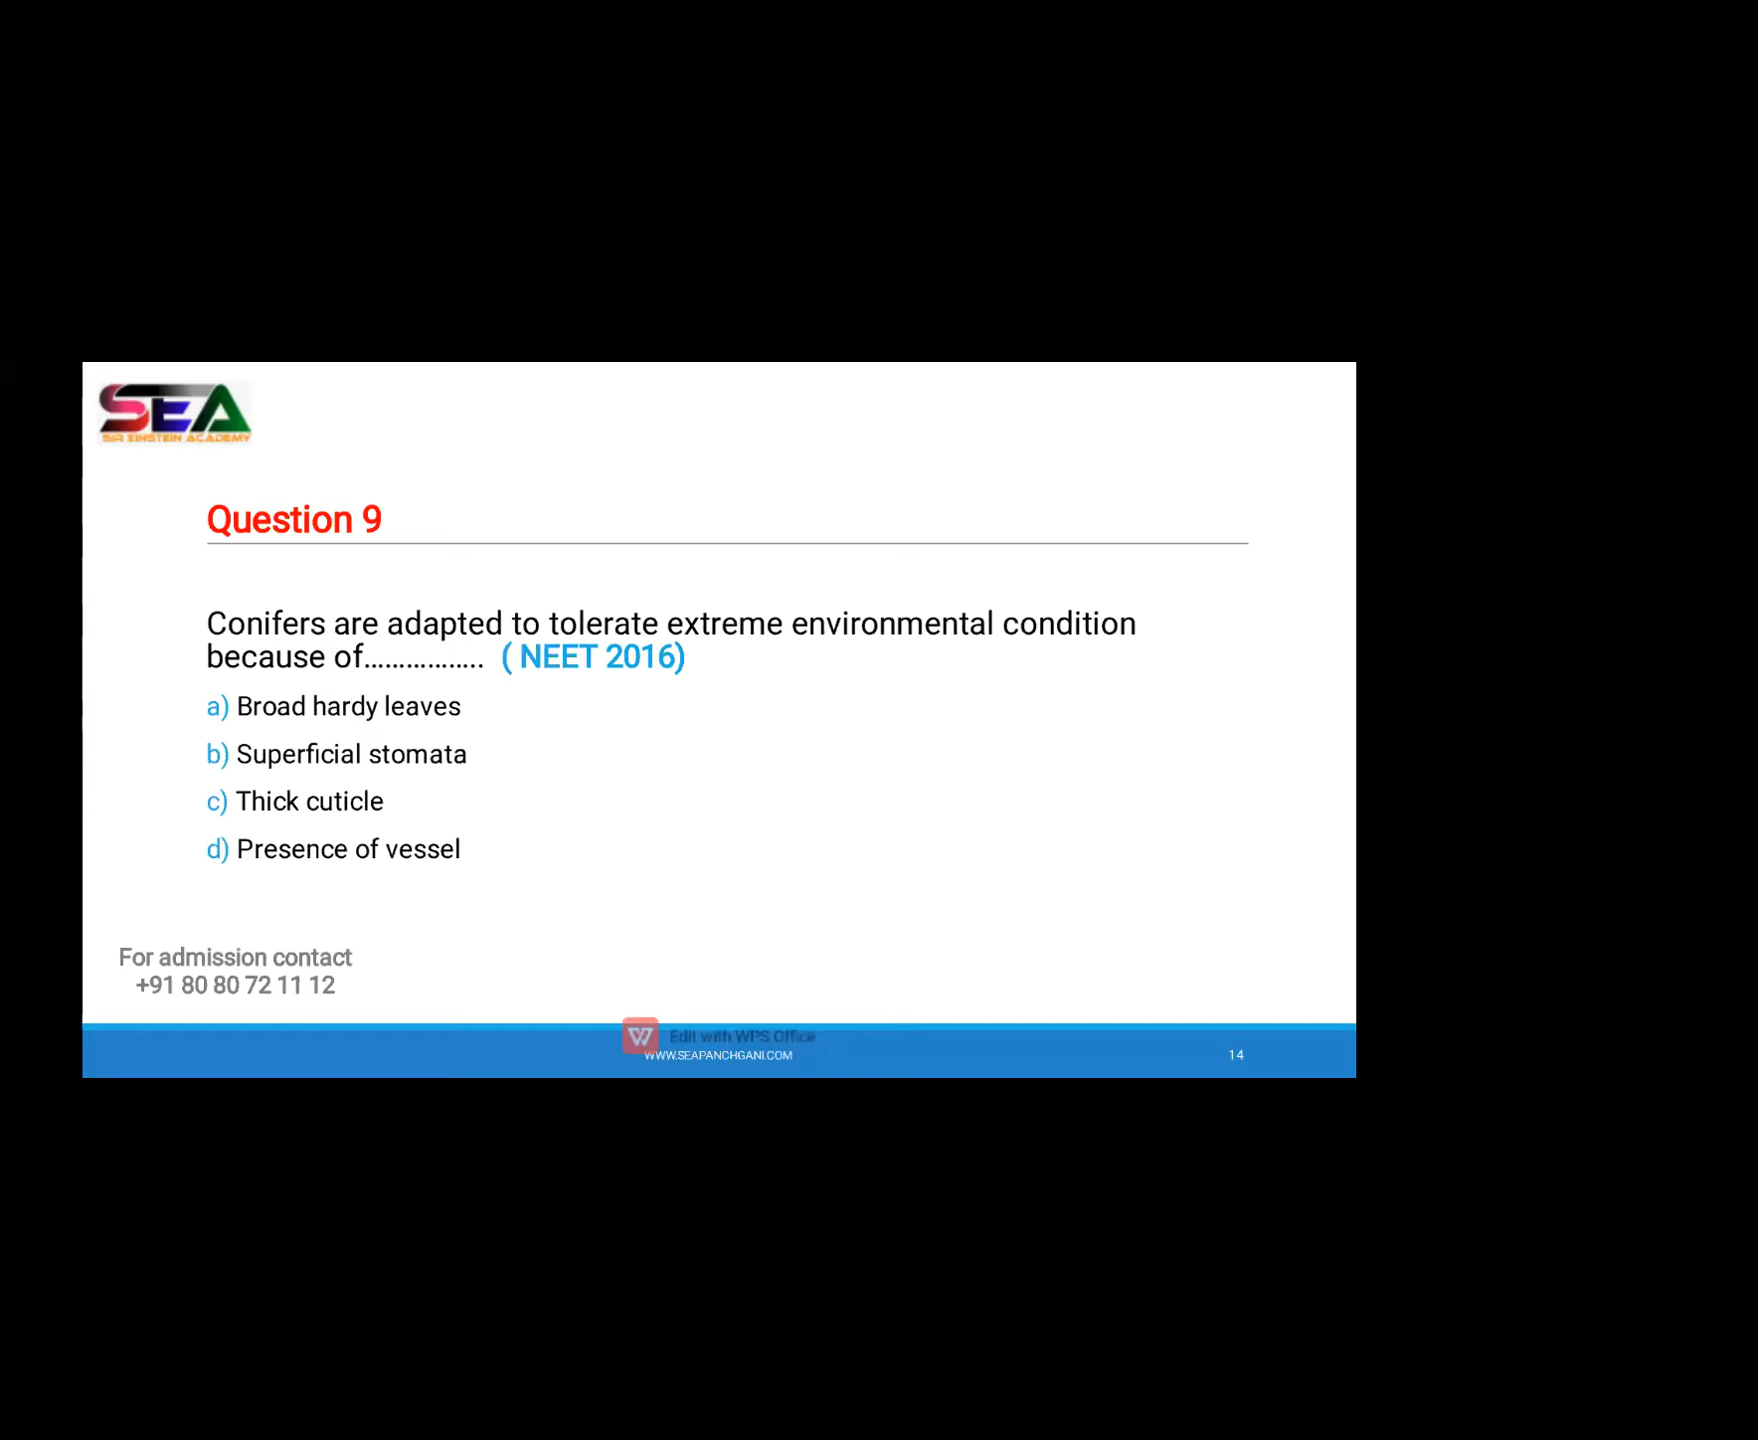 SEA
SIR EINSTEIN ACADEMY
Question 9
Conifers are adapted to tolerate extreme environmental condition
because of................ ( NEET 2016)
a) Broad hardy leaves
b) Superficial stomata
c) Thick cuticle
d) Presence of vessel
For admission contact
+91 80 80 72 11 12
Edit with WPS Office
WWW.SEAPANCHGANI.COM
14